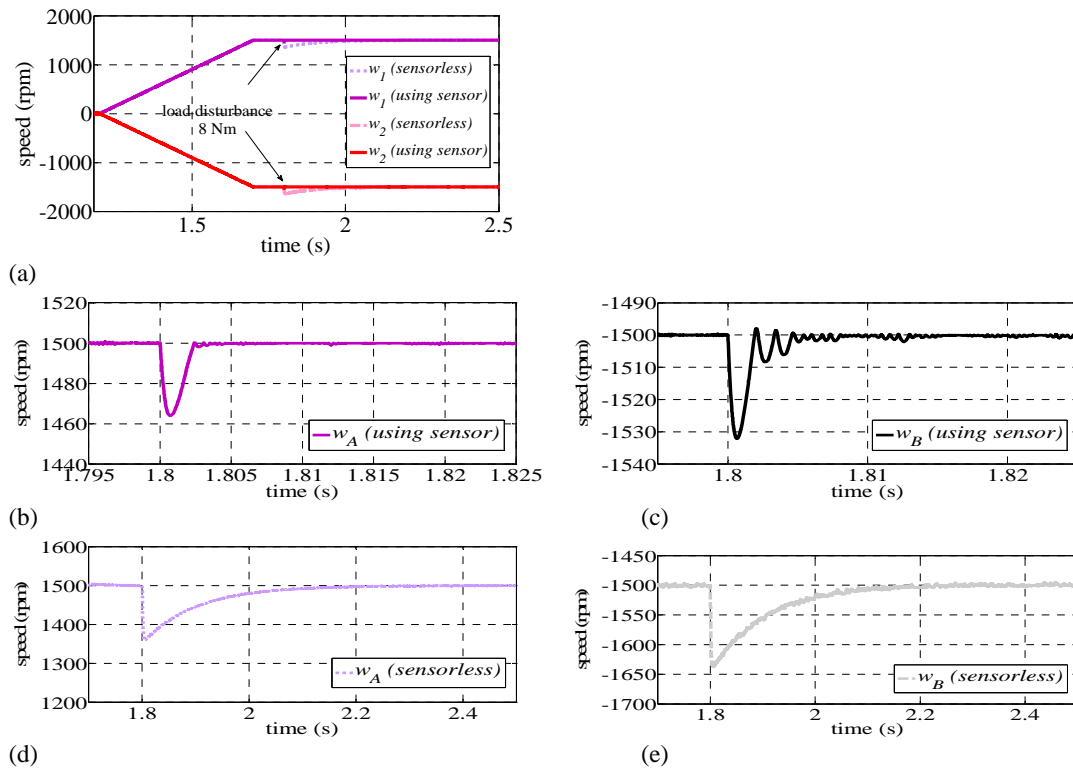 2000
1000
0
-1000
-2000
speed (rpm)
w1 (sensorless)
w1 (using sensor)
w2 (sensorless)
w2 (using sensor)
load disturbance
8 Nm
1.5 2 2.5
time (s)
(a)
1520
1500
1480
1460
1440
speed (rpm)
wA (using sensor)
1.795 1.8 1.805 1.81 1.815 1.82 1.825
time (s)
(b)
-1490
-1500
-1510
-1520
-1530
-1540
speed (rpm)
wB (using sensor)
1.8 1.81 1.82
time (s)
(c)
1600
1500
1400
1300
1200
speed (rpm)
wA (sensorless)
1.8 2 2.2 2.4
time (s)
(d)
-1450
-1500
-1550
-1600
-1650
-1700
speed (rpm)
wB (sensorless)
1.8 2 2.2 2.4
time (s)
(e)